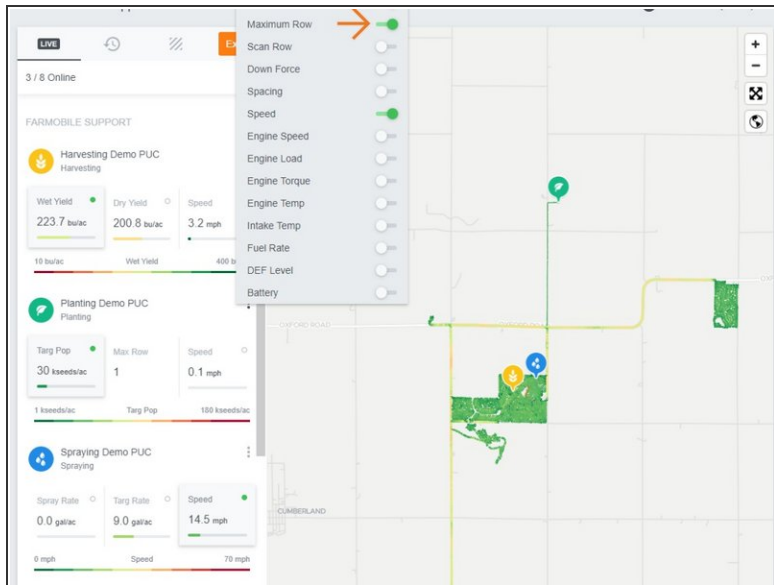 LIVE
3 / 8 Online
FARMOBILE SUPPORT
Harvesting Demo PUC
Harvesting
Wet Yield
Dry Yield
Speed
223.7 bu/ac
200.8 bu/ac
3.2 mph
10 bu/ac
Wet Yield
Planting Demo PUC
Planting
Targ Pop
Max Row
Speed
30 kseeds/ac
1
0.1 mph
1 kseeds/ac
Targ Pop
180 kseeds/ac
Spraying Demo PUC
Spraying
Spray Rate
Targ Rate
Speed
0.0 gal/ac
9.0 gal/ac
14.5 mph
0 mph
Speed
70 mph
Maximum Row
Scan Row
Down Force
Spacing
Speed
Engine Speed
Engine Load
Engine Torque
Engine Temp
Intake Temp
Fuel Rate
DEF Level
Battery
OXFORD ROAD
CUMBERLAND